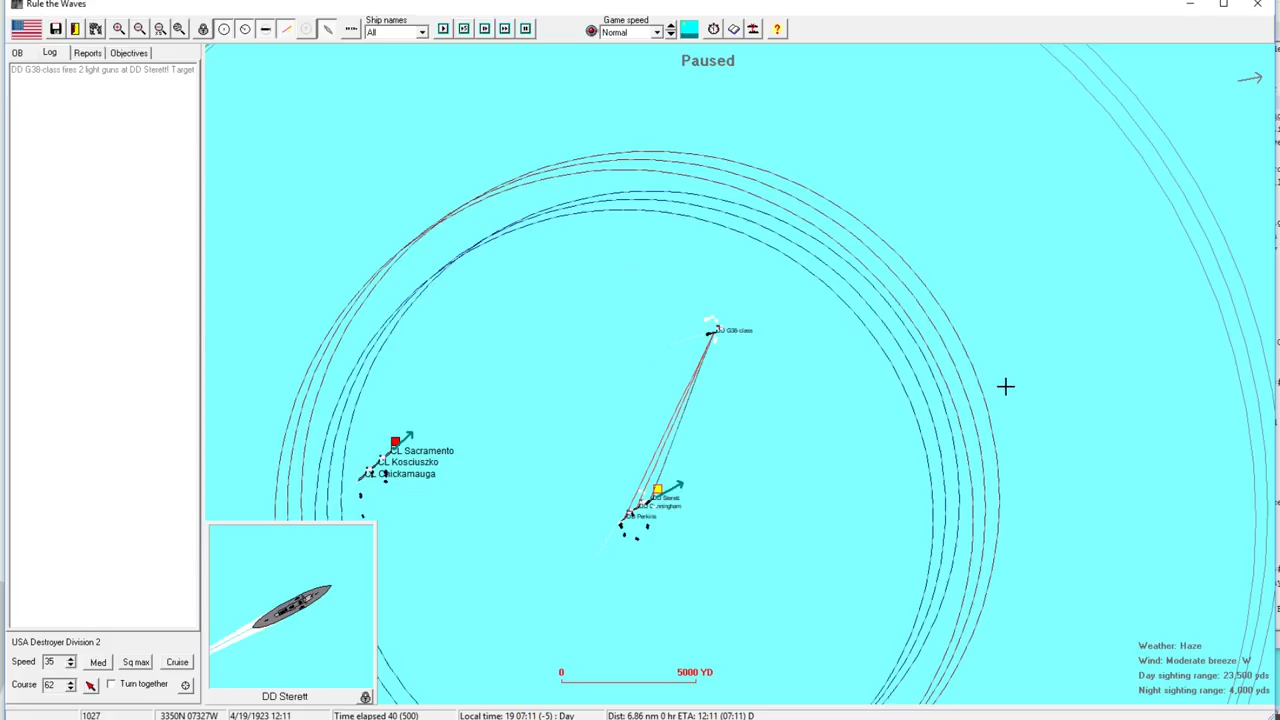 Rule the Waves
Ship names
All
Game speed
Normal
OB Log Reports Objectives
DD G38-class fires 2 light guns at DD Sterett! Target
Paused
DD G38-class
CL Sacramento
CL Kosciuszko
CL Chickamauga
DD Sterett
DD Perkins
0 5000 YD
Weather: Haze
Wind: Moderate breeze W
Day sighting range: 23,500 yds
Night sighting range: 4,000 yds
USA Destroyer Division 2
Speed 35 Med Sq max Cruise
Course 62 Turn together
DD Sterett
1027 3350N 07327W 4/19/1923 12:11 Time elapsed 40 (500) Local time: 19 07:11 (-5) : Day Dist: 6.86 nm 0 hr ETA: 12:11 (07:11) D